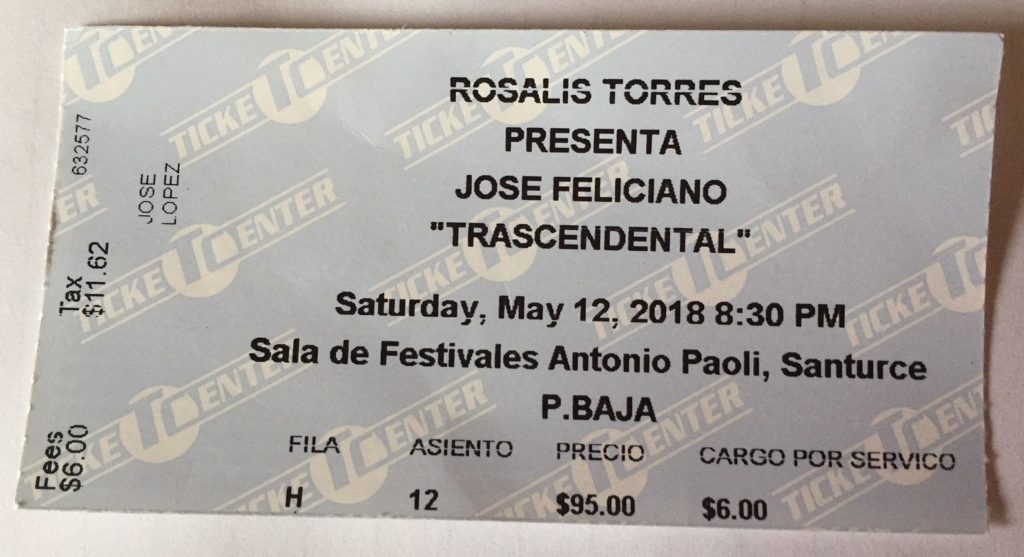 ROSALIS TORRES
PRESENTA
JOSE FELICIANO
"TRASCENDENTAL"
Saturday, May 12, 2018 8:30 PM
Sala de Festivales Antonio Paoli, Santurce
P.BAJA
FILA ASIENTO PRECIO CARGO POR SERVICO
H 12 $95.00 $6.00
632577
JOSE
LOPEZ
Tax
$11.62
Fees
$6.00
TICKETCENTER